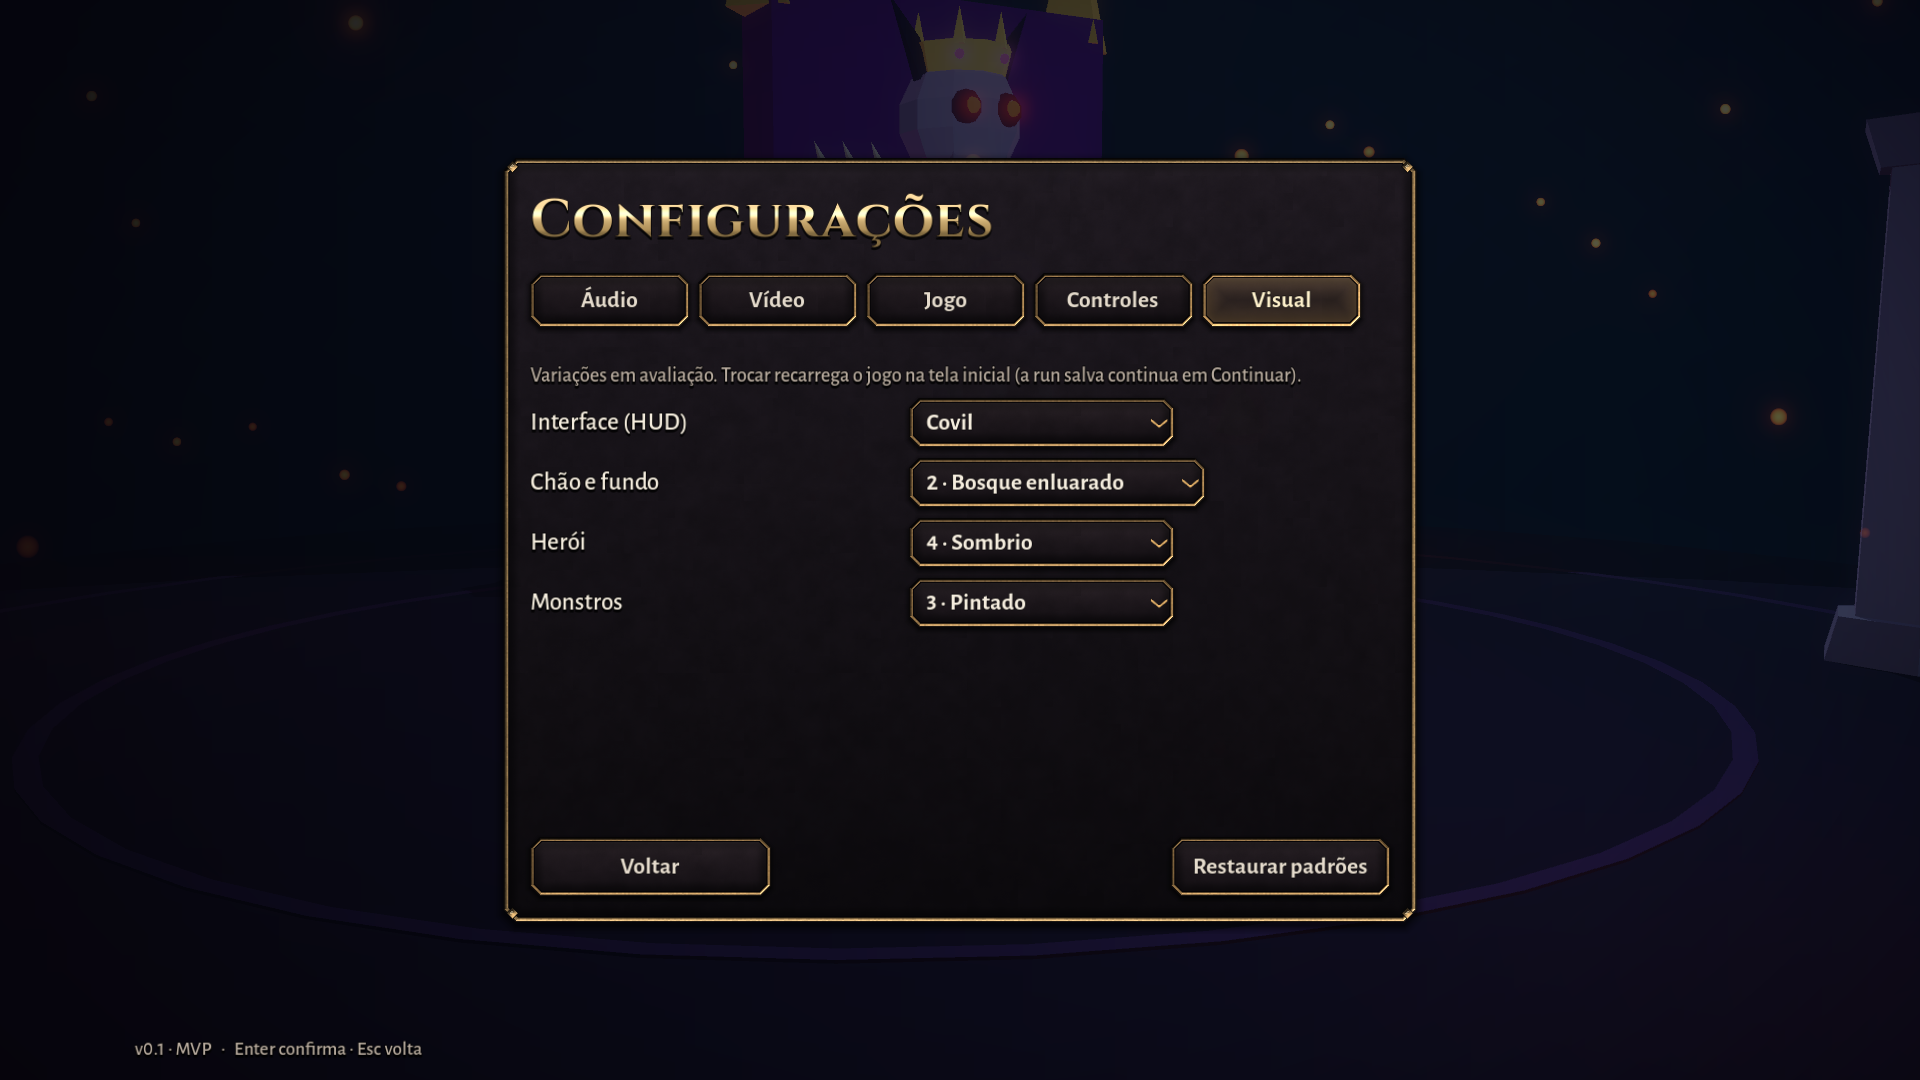 Configurações
Áudio Vídeo Jogo Controles Visual
Variações em avaliação. Trocar recarrega o jogo na tela inicial (a run salva continua em Continuar).
Interface (HUD) Covil
Chão e fundo 2 · Bosque enluarado
Herói 4 · Sombrio
Monstros 3 · Pintado
Voltar Restaurar padrões
v0.1 · MVP · Enter confirma · Esc volta